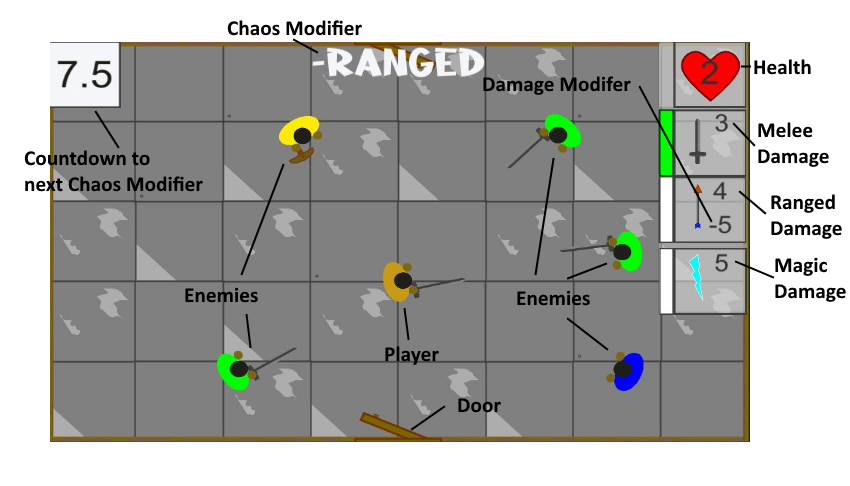 Chaos Modifier
-RANGED
7.5
2
Health
Damage Modifer
3
Melee
Damage
Countdown to
next Chaos Modifier
4
-5
Ranged
Damage
5
Magic
Damage
Enemies
Enemies
Player
Door